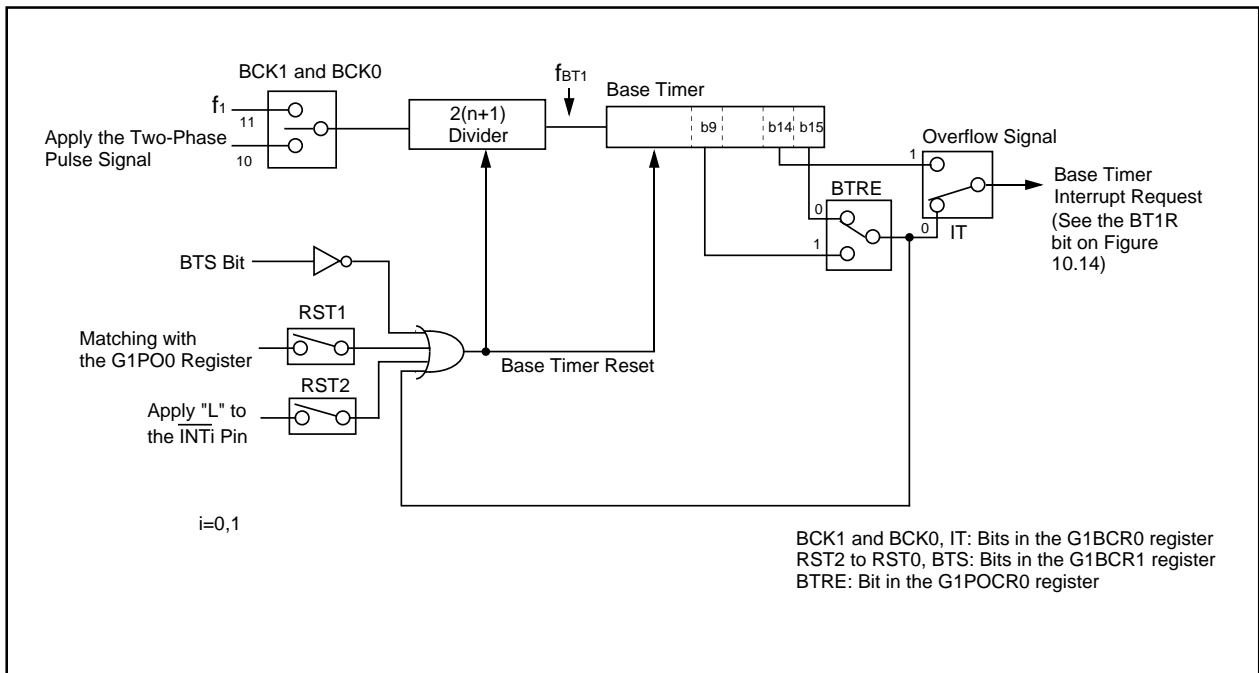 BCK1 and BCK0
f1
11
Apply the Two-Phase
Pulse Signal
10
2(n+1)
Divider
fBT1
Base Timer
b9
b14
b15
Overflow Signal
1
0
IT
Base Timer
Interrupt Request
(See the BT1R
bit on Figure
10.14)
BTRE
0
1
BTS Bit
RST1
Matching with
the G1PO0 Register
RST2
Apply "L" to
the INTi Pin
Base Timer Reset
i=0,1
BCK1 and BCK0, IT: Bits in the G1BCR0 register
RST2 to RST0, BTS: Bits in the G1BCR1 register
BTRE: Bit in the G1POCR0 register